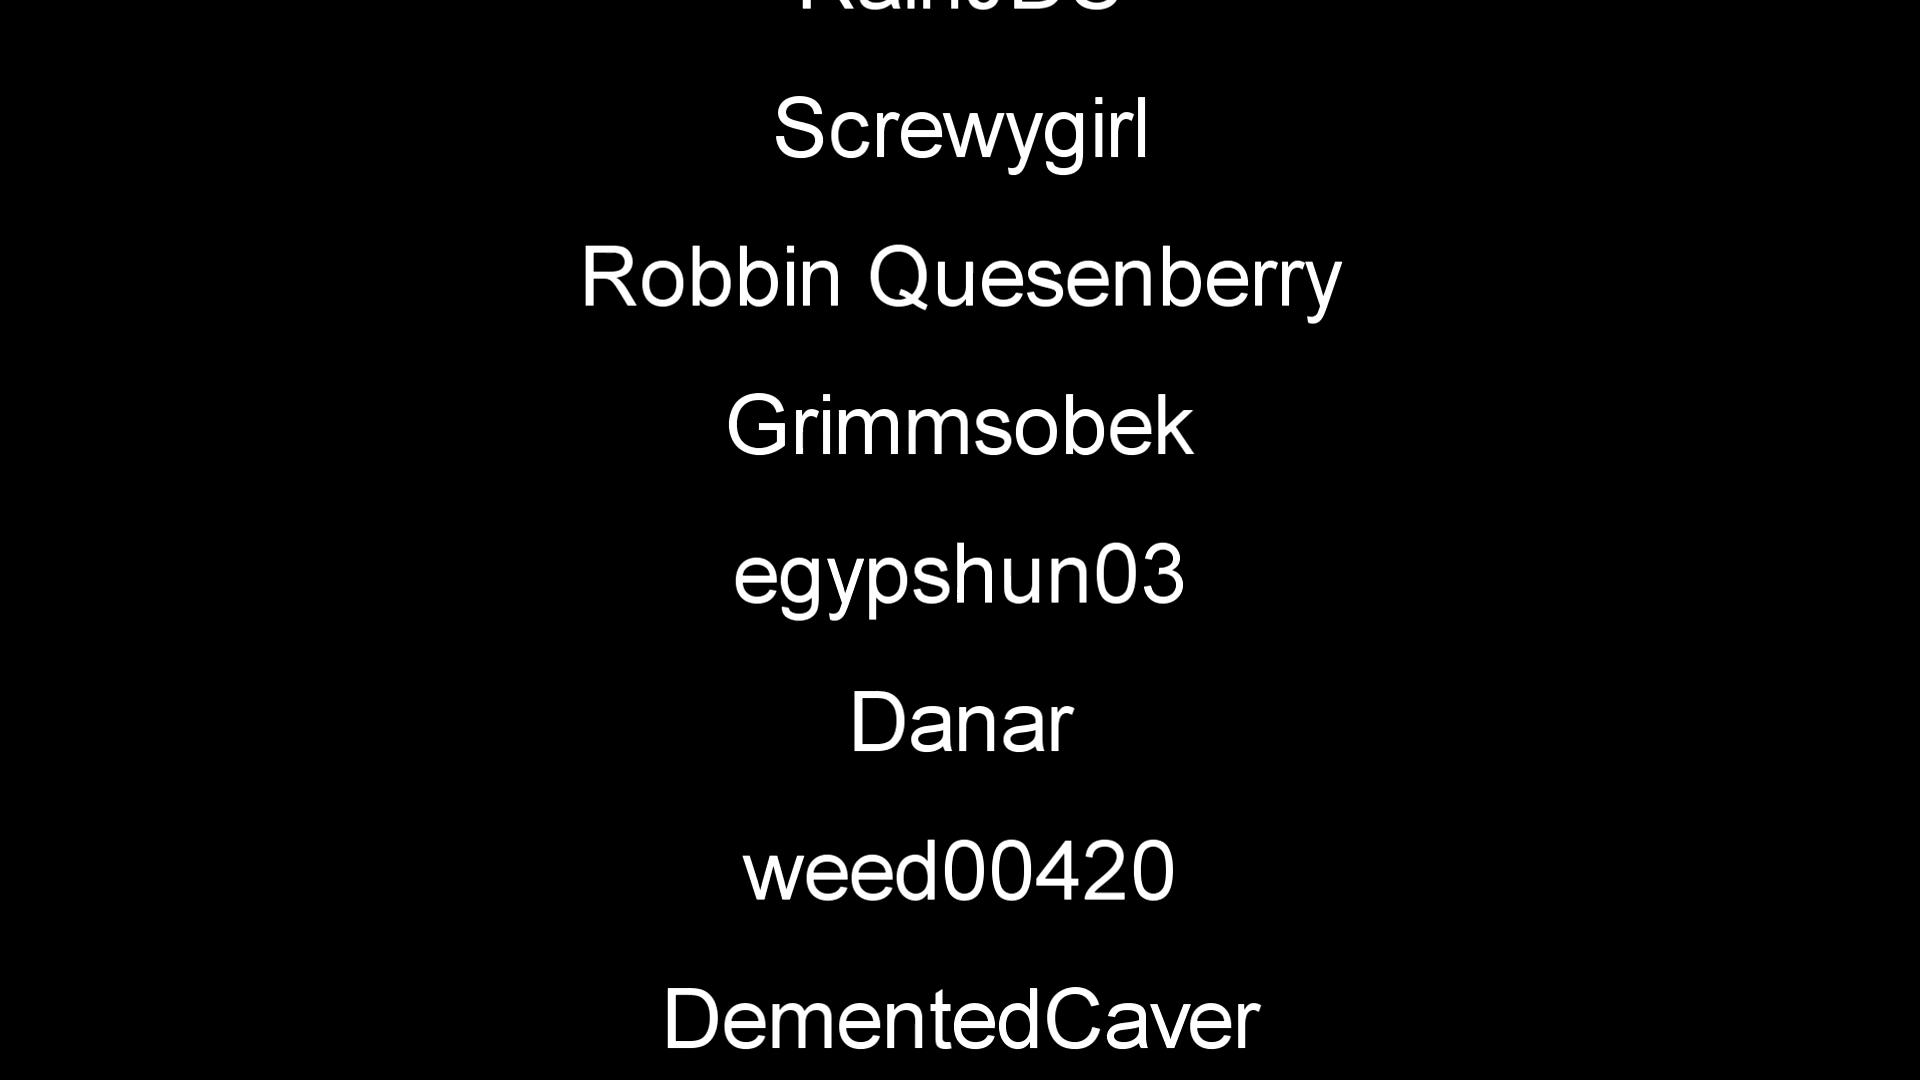 Screwygirl
Robbin Quesenberry
Grimmsobek
egypshun03
Danar
weed00420
DementedCaver